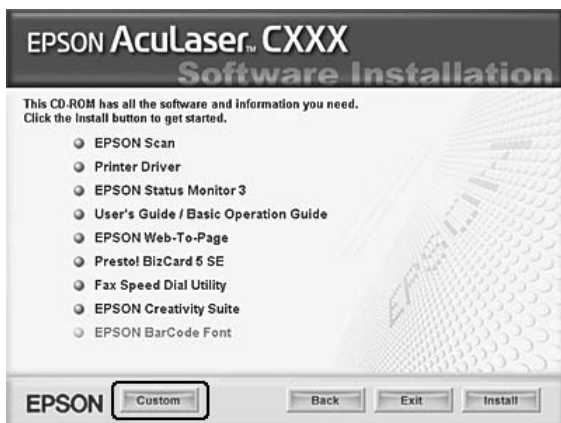 EPSON AcuLaser™ CXXX
Software Installation
This CD-ROM has all the software and information you need.
Click the Install button to get started.
EPSON Scan
Printer Driver
EPSON Status Monitor 3
User's Guide / Basic Operation Guide
EPSON Web-To-Page
Presto! BizCard 5 SE
Fax Speed Dial Utility
EPSON Creativity Suite
EPSON BarCode Font
EPSON
EPSON Custom Back Exit Install